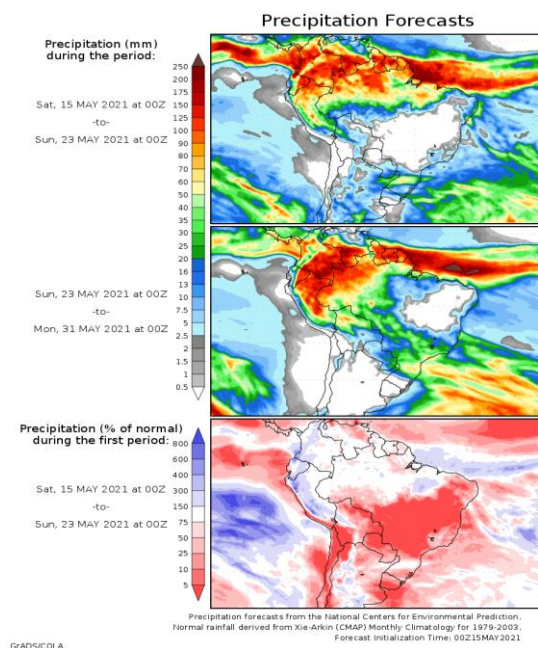 Precipitation Forecasts
Precipitation (mm)
during the period:
Sat, 15 MAY 2021 at 00Z
-to-
Sun, 23 MAY 2021 at 00Z
250
200
175
150
125
100
90
80
70
60
50
40
35
30
25
20
16
13
10
7.5
5
2.5
2
1.5
1
0.5
Sun, 23 MAY 2021 at 00Z
-to-
Mon, 31 MAY 2021 at 00Z
Precipitation (% of normal)
during the first period:
Sat, 15 MAY 2021 at 00Z
-to-
Sun, 23 MAY 2021 at 00Z
800
600
400
300
150
75
50
25
10
5
Precipitation forecasts from the National Centers for Environmental Prediction.
Normal rainfall derived from Xie-Arkin (CMAP) Monthly Climatology for 1979-2003.
Forecast Initialization Time: 00Z15MAY2021
GrADS/COLA